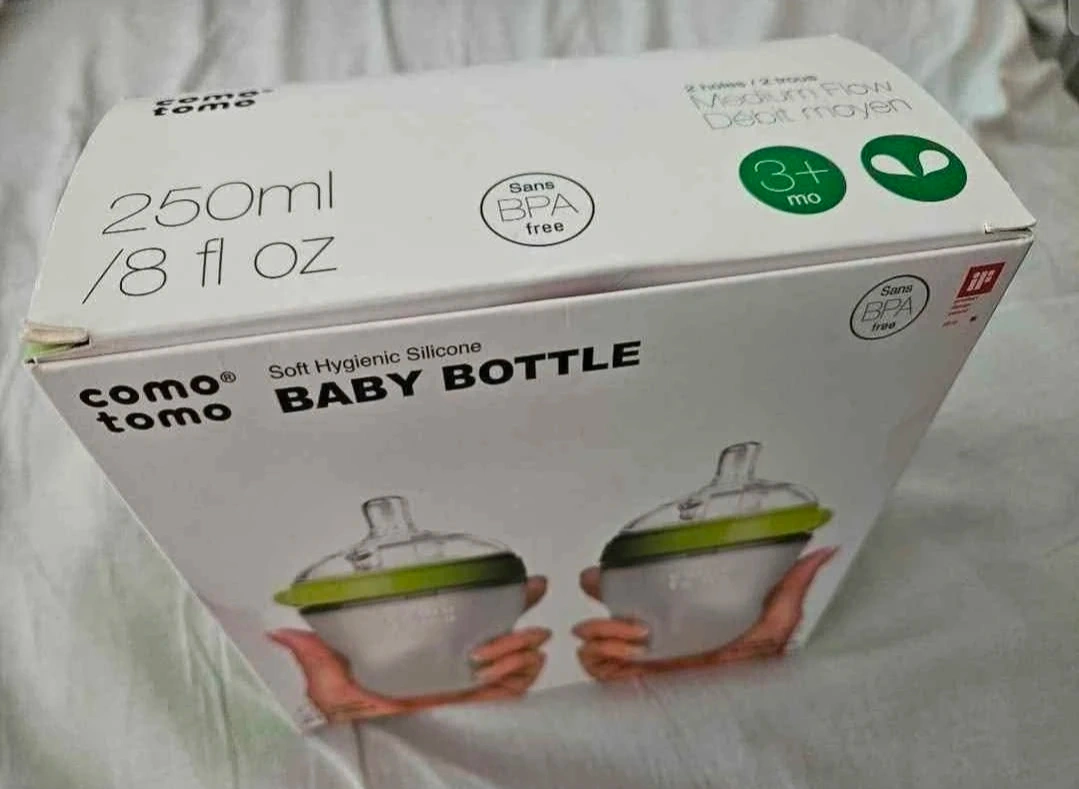 como
tomo
2 holes / 2 trous
Medium Flow
Débit moyen
250ml
/8 fl oz
Sans
BPA
free
3+
mo
como®
tomo
Soft Hygienic Silicone
BABY BOTTLE
Sans
BPA
free